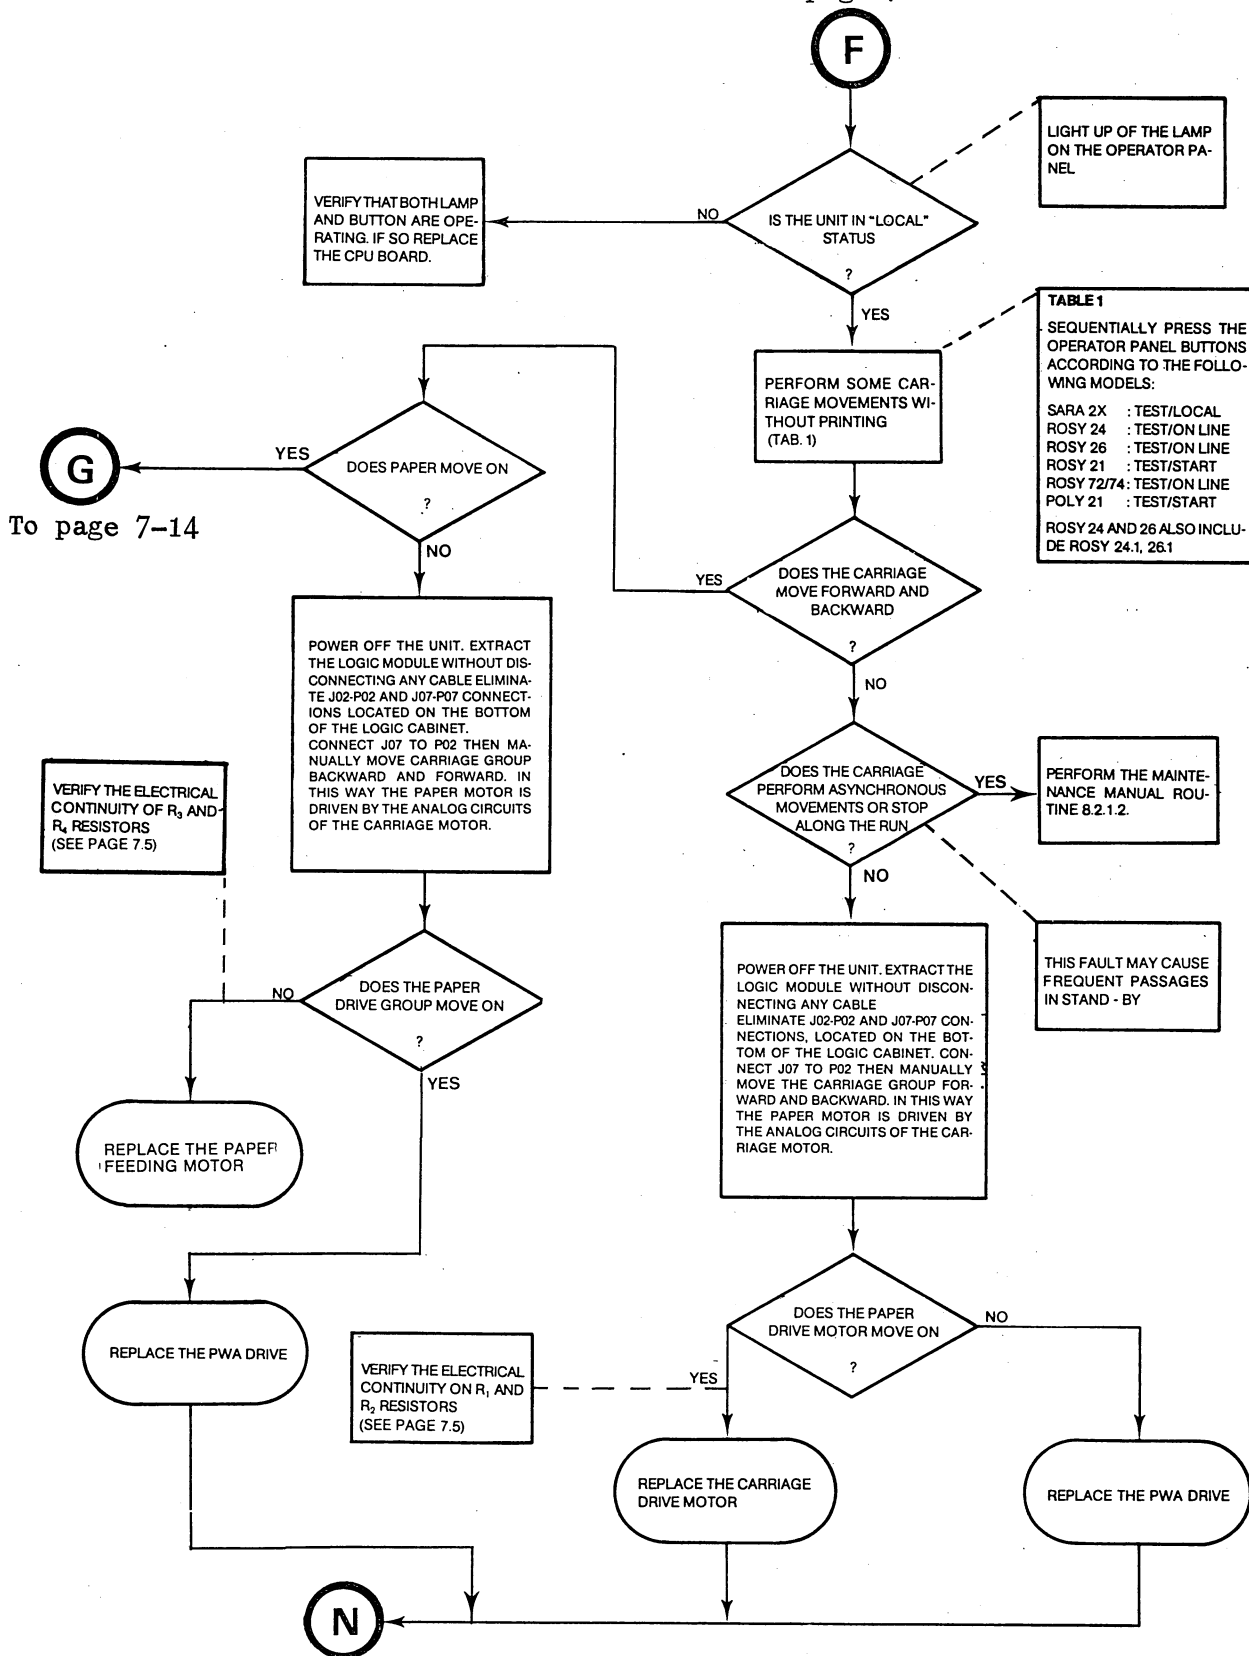 F
LIGHT UP OF THE LAMP
ON THE OPERATOR PA-
NEL
VERIFY THAT BOTH LAMP
AND BUTTON ARE OPE-
RATING. IF SO REPLACE
THE CPU BOARD.
NO
IS THE UNIT IN "LOCAL"
STATUS
?
YES
TABLE 1
SEQUENTIALLY PRESS THE
OPERATOR PANEL BUTTONS
ACCORDING TO THE FOLLO-
WING MODELS:
SARA 2X : TEST/LOCAL
ROSY 24 : TEST/ON LINE
ROSY 26 : TEST/ON LINE
ROSY 21 : TEST/START
ROSY 72/74: TEST/ON LINE
POLY 21 : TEST/START
ROSY 24 AND 26 ALSO INCLU-
DE ROSY 24.1, 26.1
PERFORM SOME CAR-
RIAGE MOVEMENTS WI-
THOUT PRINTING
(TAB. 1)
G
To page 7-14
YES
DOES PAPER MOVE ON
?
NO
YES
DOES THE CARRIAGE
MOVE FORWARD AND
BACKWARD
?
NO
POWER OFF THE UNIT. EXTRACT
THE LOGIC MODULE WITHOUT DIS-
CONNECTING ANY CABLE ELIMINA-
TE J02-P02 AND J07-P07 CONNECT-
IONS LOCATED ON THE BOTTOM
OF THE LOGIC CABINET.
CONNECT J07 TO P02 THEN MA-
NUALLY MOVE CARRIAGE GROUP
BACKWARD AND FORWARD. IN
THIS WAY THE PAPER MOTOR IS
DRIVEN BY THE ANALOG CIRCUITS
OF THE CARRIAGE MOTOR.
VERIFY THE ELECTRICAL
CONTINUITY OF R3 AND
R4 RESISTORS
(SEE PAGE 7.5)
DOES THE CARRIAGE
PERFORM ASYNCHRONOUS
MOVEMENTS OR STOP
ALONG THE RUN
?
YES
NO
PERFORM THE MAINTE-
NANCE MANUAL ROU-
TINE 8.2.1.2.
THIS FAULT MAY CAUSE
FREQUENT PASSAGES
IN STAND - BY
POWER OFF THE UNIT. EXTRACT THE
LOGIC MODULE WITHOUT DISCON-
NECTING ANY CABLE
ELIMINATE J02-P02 AND J07-P07 CON-
NECTIONS, LOCATED ON THE BOT-
TOM OF THE LOGIC CABINET. CON-
NECT J07 TO P02 THEN MANUALLY
MOVE THE CARRIAGE GROUP FOR-
WARD AND BACKWARD. IN THIS WAY
THE PAPER MOTOR IS DRIVEN BY
THE ANALOG CIRCUITS OF THE CAR-
RIAGE MOTOR.
NO
DOES THE PAPER
DRIVE GROUP MOVE ON
?
YES
REPLACE THE PAPER
FEEDING MOTOR
REPLACE THE PWA DRIVE
VERIFY THE ELECTRICAL
CONTINUITY ON R1 AND
R2 RESISTORS
(SEE PAGE 7.5)
YES
DOES THE PAPER
DRIVE MOTOR MOVE ON
?
NO
REPLACE THE CARRIAGE
DRIVE MOTOR
REPLACE THE PWA DRIVE
N